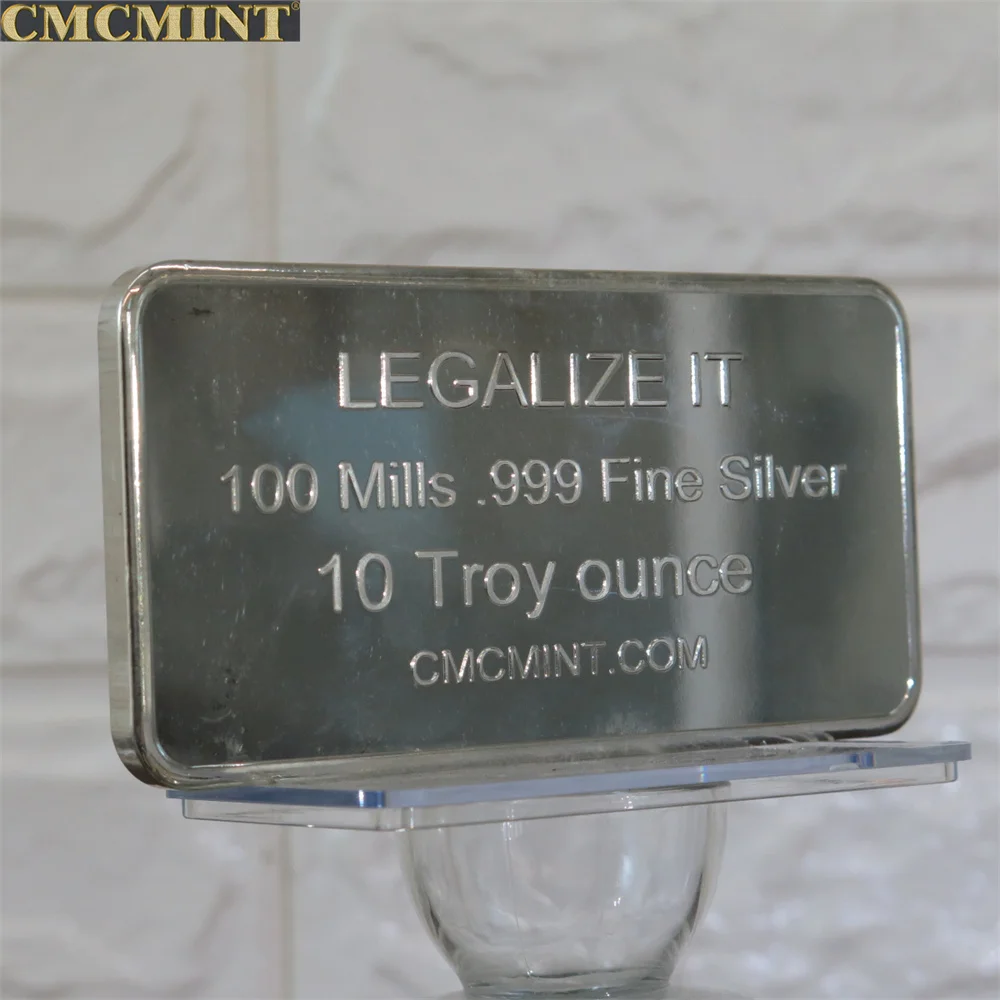 CMCMINT®
LEGALIZE IT
100 Mills .999 Fine Silver
10 Troy ounce
CMCMINT.COM